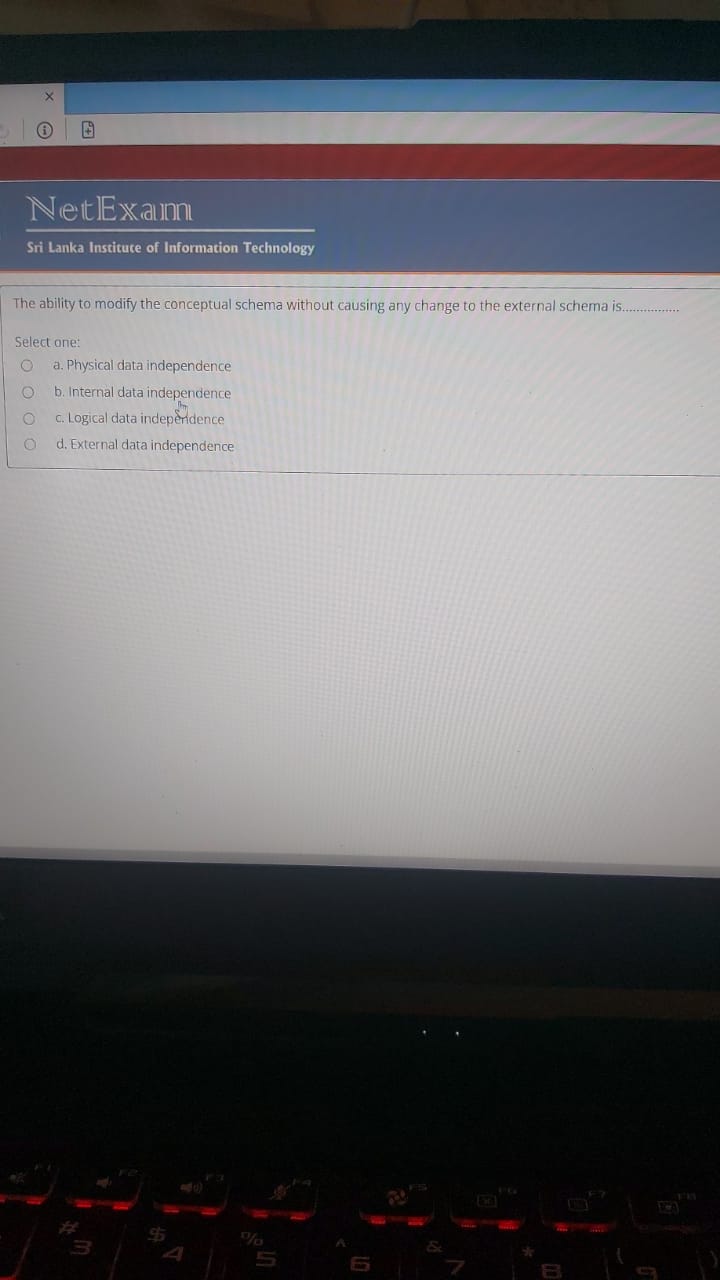 NetExam
Sri Lanka Institute of Information Technology
The ability to modify the conceptual schema without causing any change to the external schema is................
Select one:
a. Physical data independence
b. Internal data independence
c. Logical data independence
d. External data independence
F1 F2 F3 F4 F5 F6 F7 F8
# $ % & * (
3 4 5 6 7 8 9